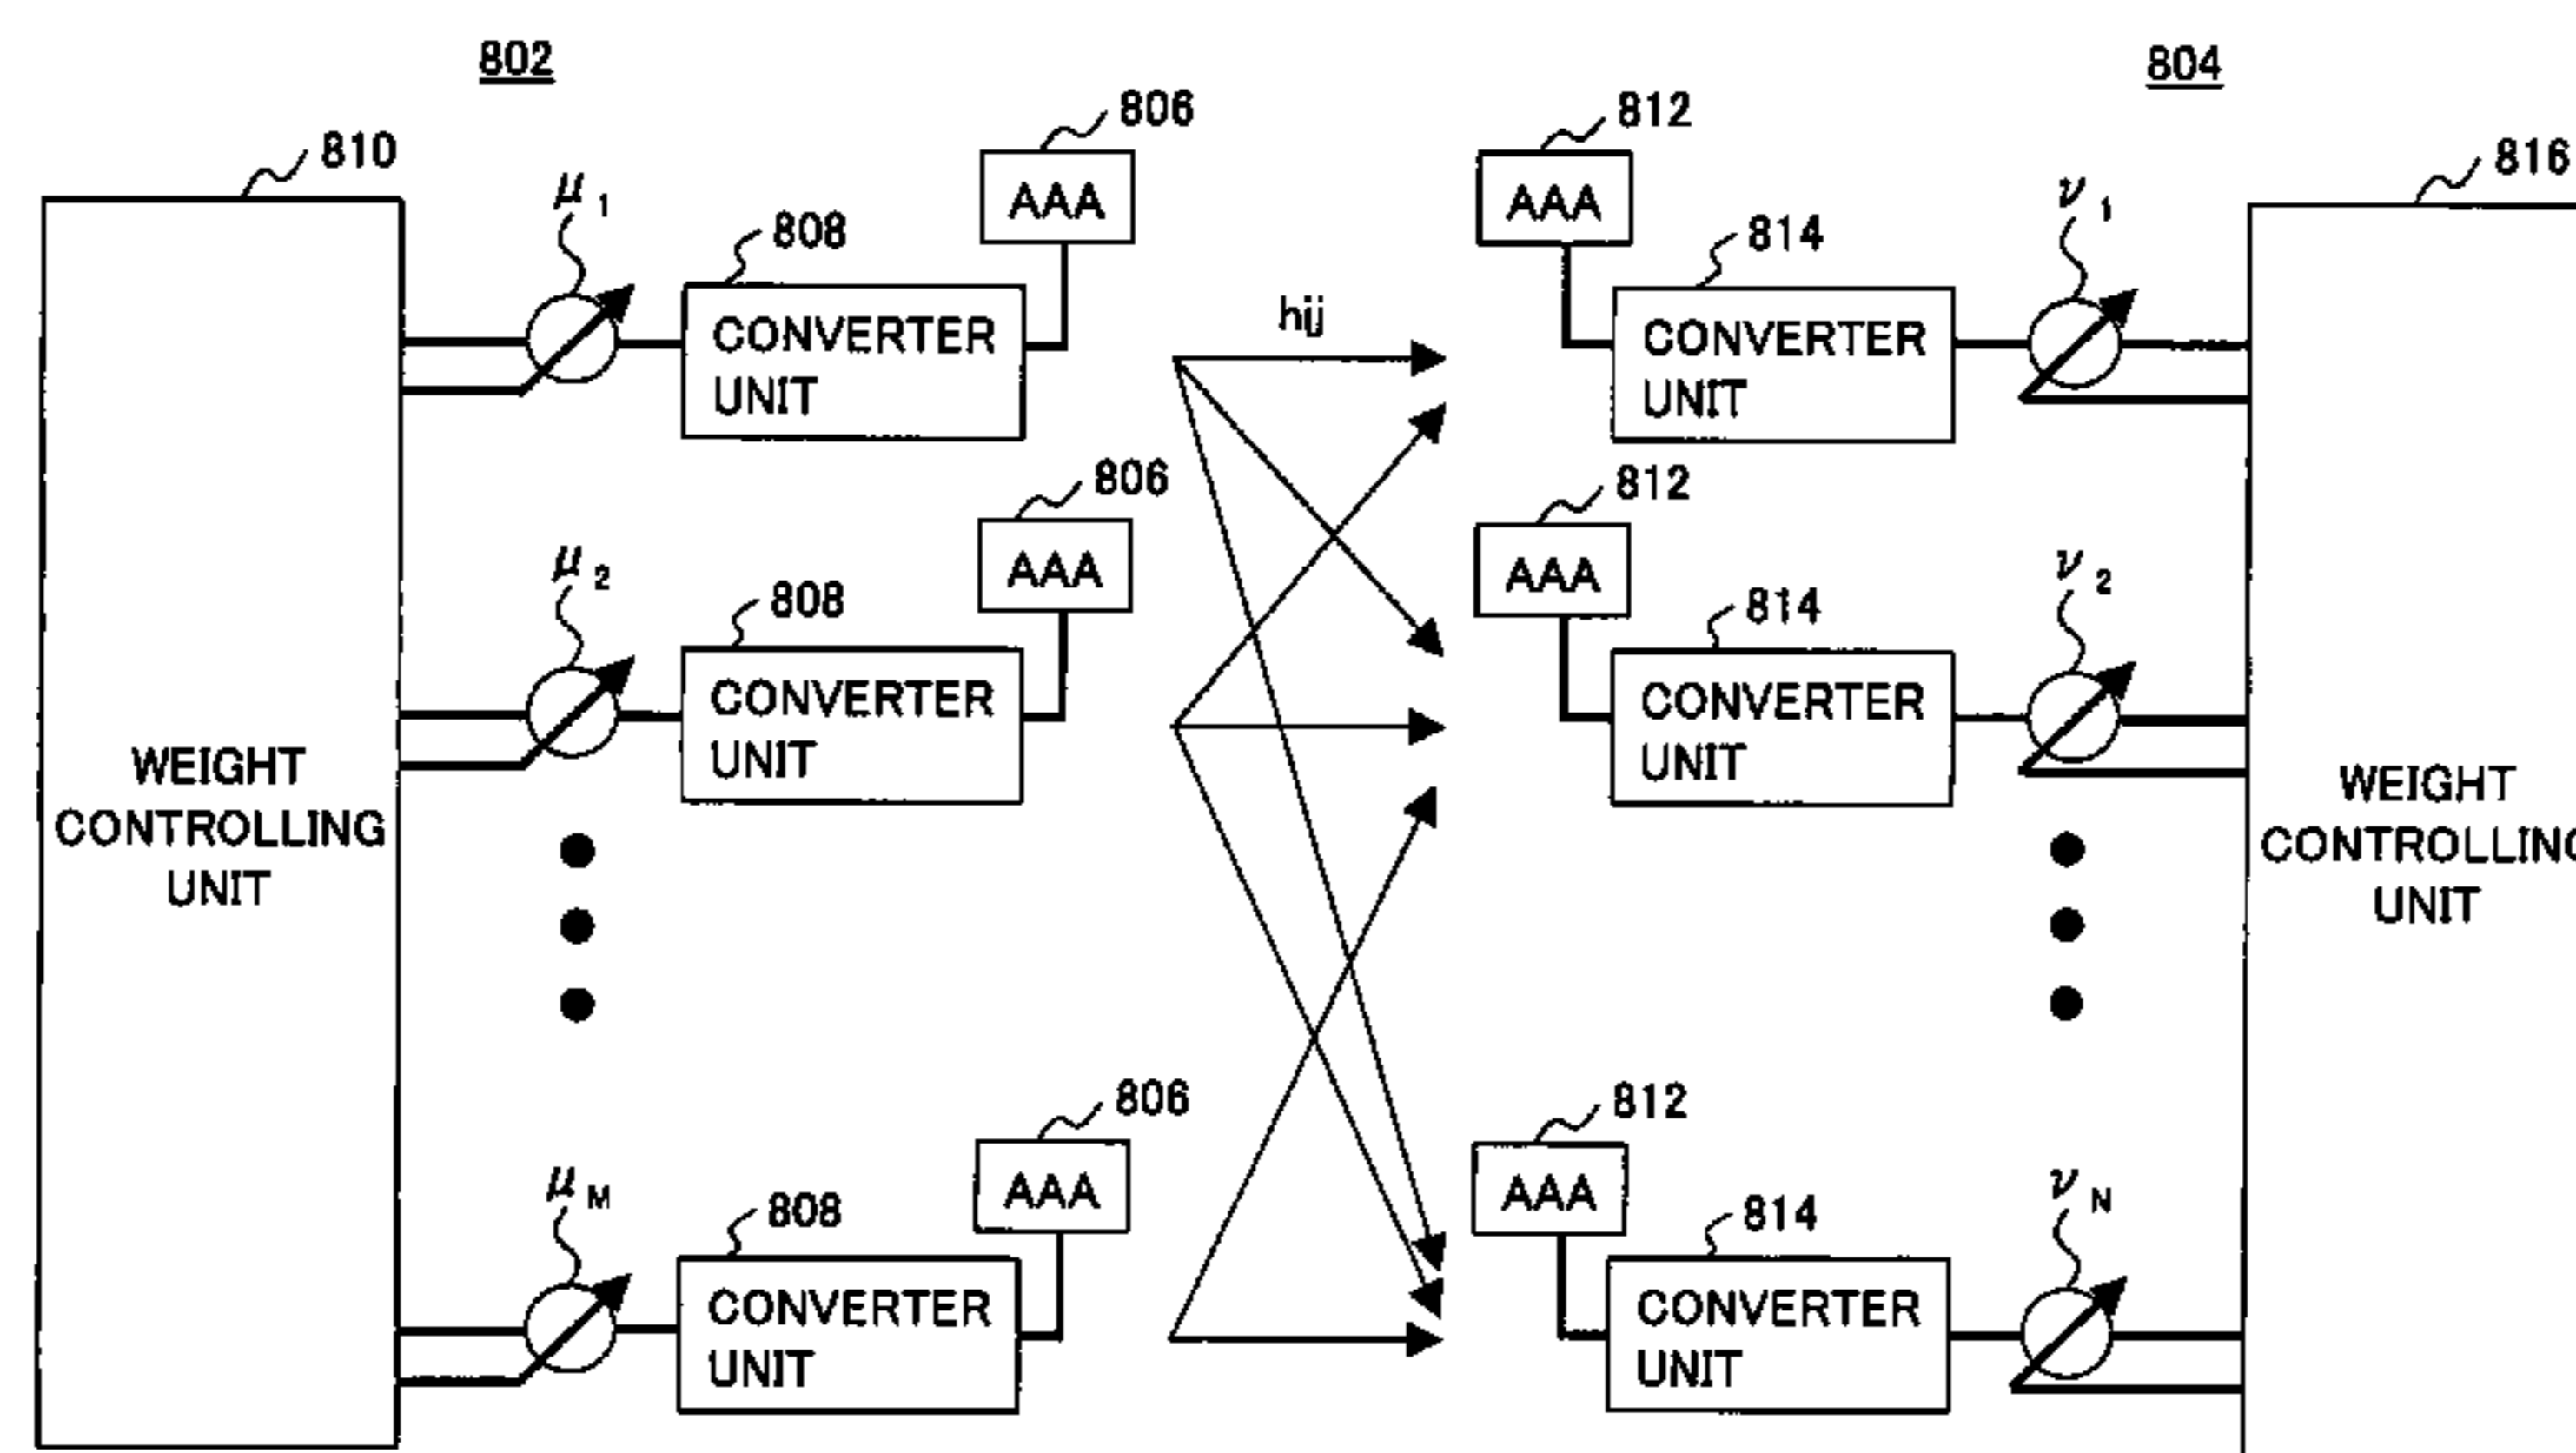 802
804
810
μ1
808
806
812
814
ν1
816
AAA
AAA
CONVERTER
UNIT
hij
CONVERTER
UNIT
μ2
808
806
812
814
ν2
AAA
AAA
CONVERTER
UNIT
CONVERTER
UNIT
WEIGHT
CONTROLLING
UNIT
WEIGHT
CONTROLLING
UNIT
μM
808
806
812
814
νN
AAA
AAA
CONVERTER
UNIT
CONVERTER
UNIT